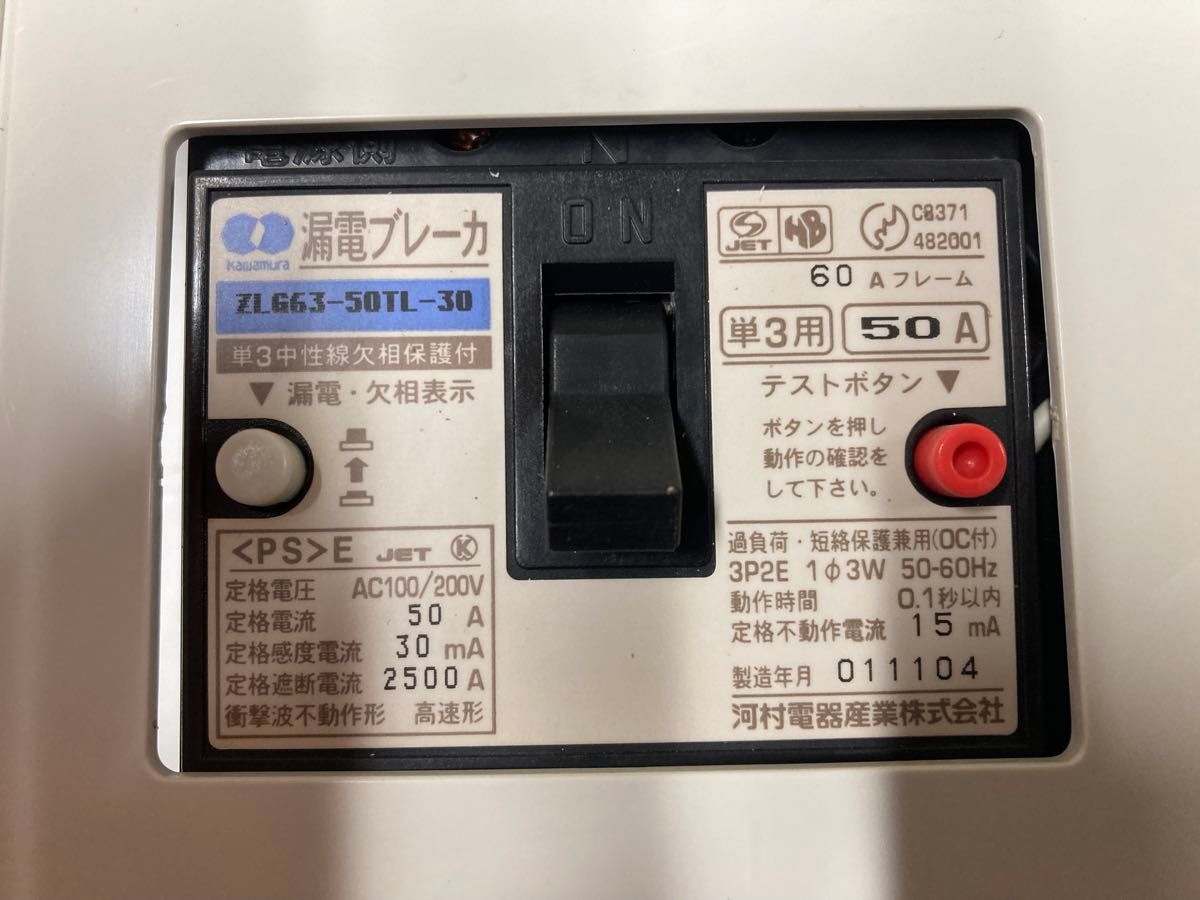 電源側 N
ON
Kawamura 漏電ブレーカ
ZLG63-50TL-30
単3中性線欠相保護付
▼ 漏電・欠相表示
<PS>E JET K
定格電圧 AC100/200V
定格電流 50 A
定格感度電流 30 mA
定格遮断電流 2500 A
衝撃波不動作形 高速形
JET HB C8371
482001
60 A フレーム
単3用 50 A
テストボタン ▼
ボタンを押し
動作の確認を
して下さい。
過負荷・短絡保護兼用(OC付)
3P2E 1φ3W 50-60Hz
動作時間 0.1秒以内
定格不動作電流 15 mA
製造年月 011104
河村電器産業株式会社